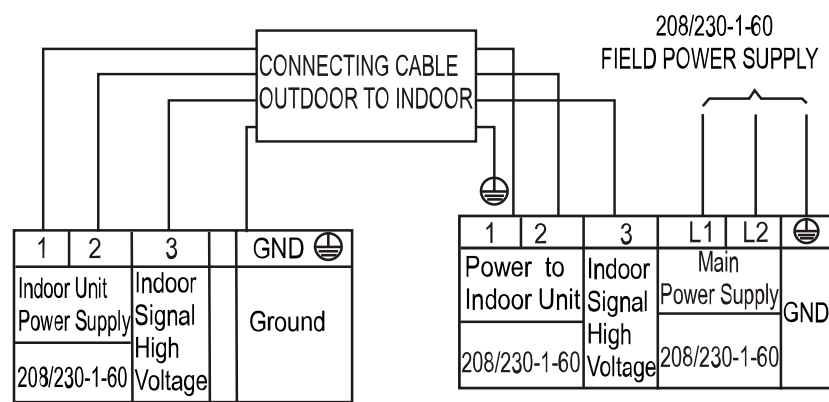 208/230-1-60
FIELD POWER SUPPLY
CONNECTING CABLE
OUTDOOR TO INDOOR
1 2 3 GND
Indoor Unit
Power Supply
208/230-1-60
Indoor
Signal
High
Voltage
Ground
1 2 3 L1 L2
Power to
Indoor Unit
208/230-1-60
Indoor
Signal
High
Voltage
Main
Power Supply
208/230-1-60
GND